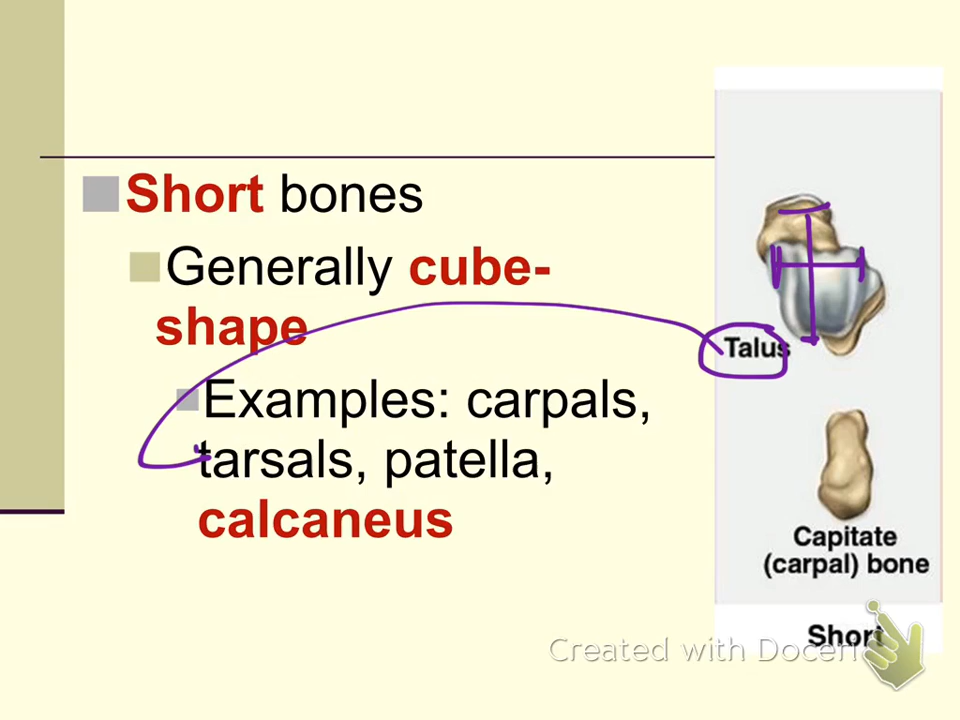 Short bones
Generally cube-
shape
Examples: carpals,
tarsals, patella,
calcaneus
Talus
Capitate
(carpal) bone
Short
Created with Doceri